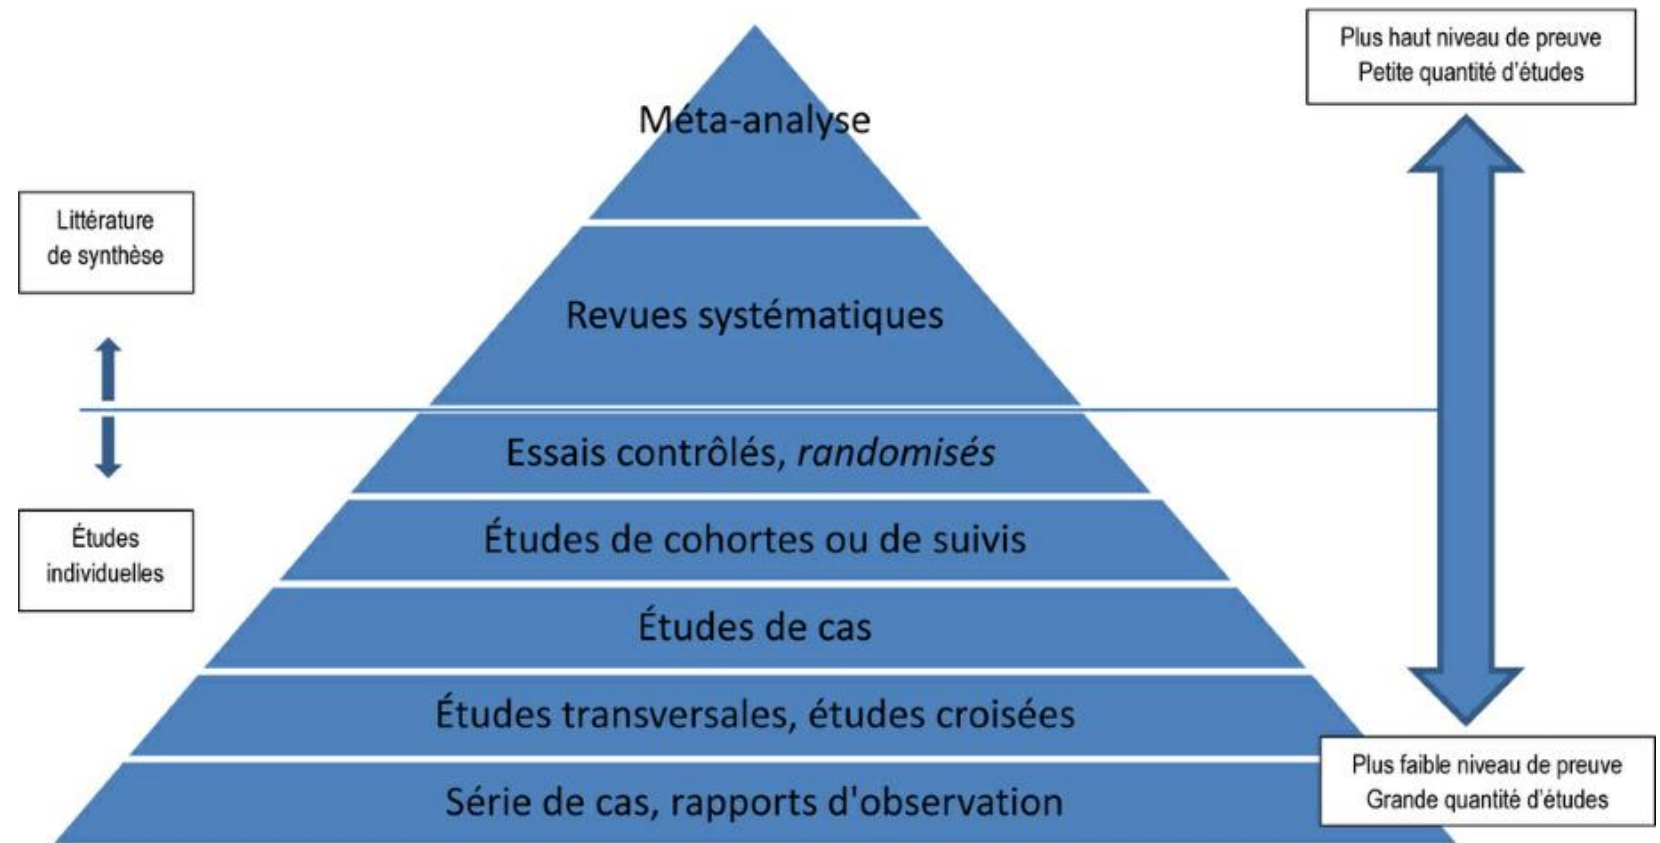 Plus haut niveau de preuve
Petite quantité d'études
Méta-analyse
Littérature
de synthèse
Revues systématiques
Essais contrôlés, randomisés
Études
individuelles
Études de cohortes ou de suivis
Études de cas
Études transversales, études croisées
Plus faible niveau de preuve
Grande quantité d'études
Série de cas, rapports d'observation